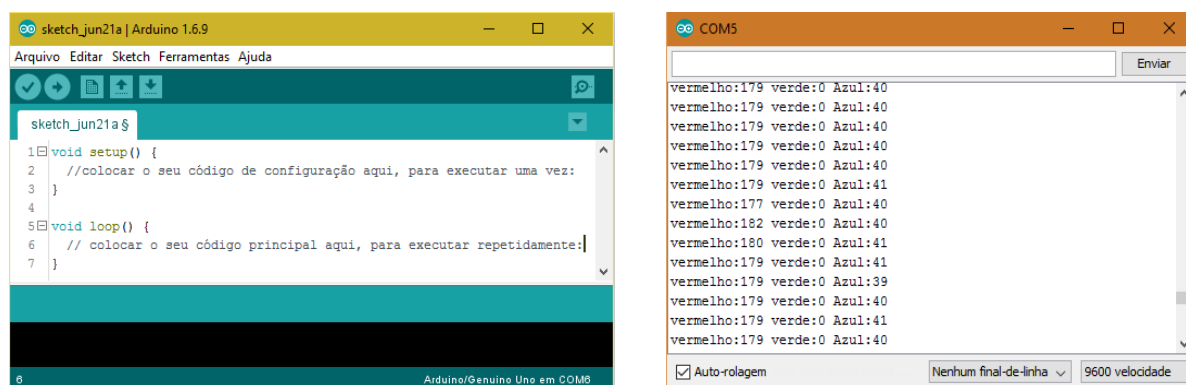 sketch_jun21a | Arduino 1.6.9
Arquivo Editar Sketch Ferramentas Ajuda
sketch_jun21a §
1 void setup() {
2 //colocar o seu código de configuração aqui, para executar uma vez:
3 }
4
5 void loop() {
6 // colocar o seu código principal aqui, para executar repetidamente:
7 }
6 Arduino/Genuino Uno em COM6
COM5
Enviar
vermelho:179 verde:0 Azul:40
vermelho:179 verde:0 Azul:40
vermelho:179 verde:0 Azul:40
vermelho:179 verde:0 Azul:40
vermelho:179 verde:0 Azul:40
vermelho:179 verde:0 Azul:41
vermelho:177 verde:0 Azul:40
vermelho:182 verde:0 Azul:40
vermelho:180 verde:0 Azul:41
vermelho:179 verde:0 Azul:41
vermelho:179 verde:0 Azul:39
vermelho:179 verde:0 Azul:40
vermelho:179 verde:0 Azul:41
vermelho:179 verde:0 Azul:40
Auto-rolagem Nenhum final-de-linha 9600 velocidade